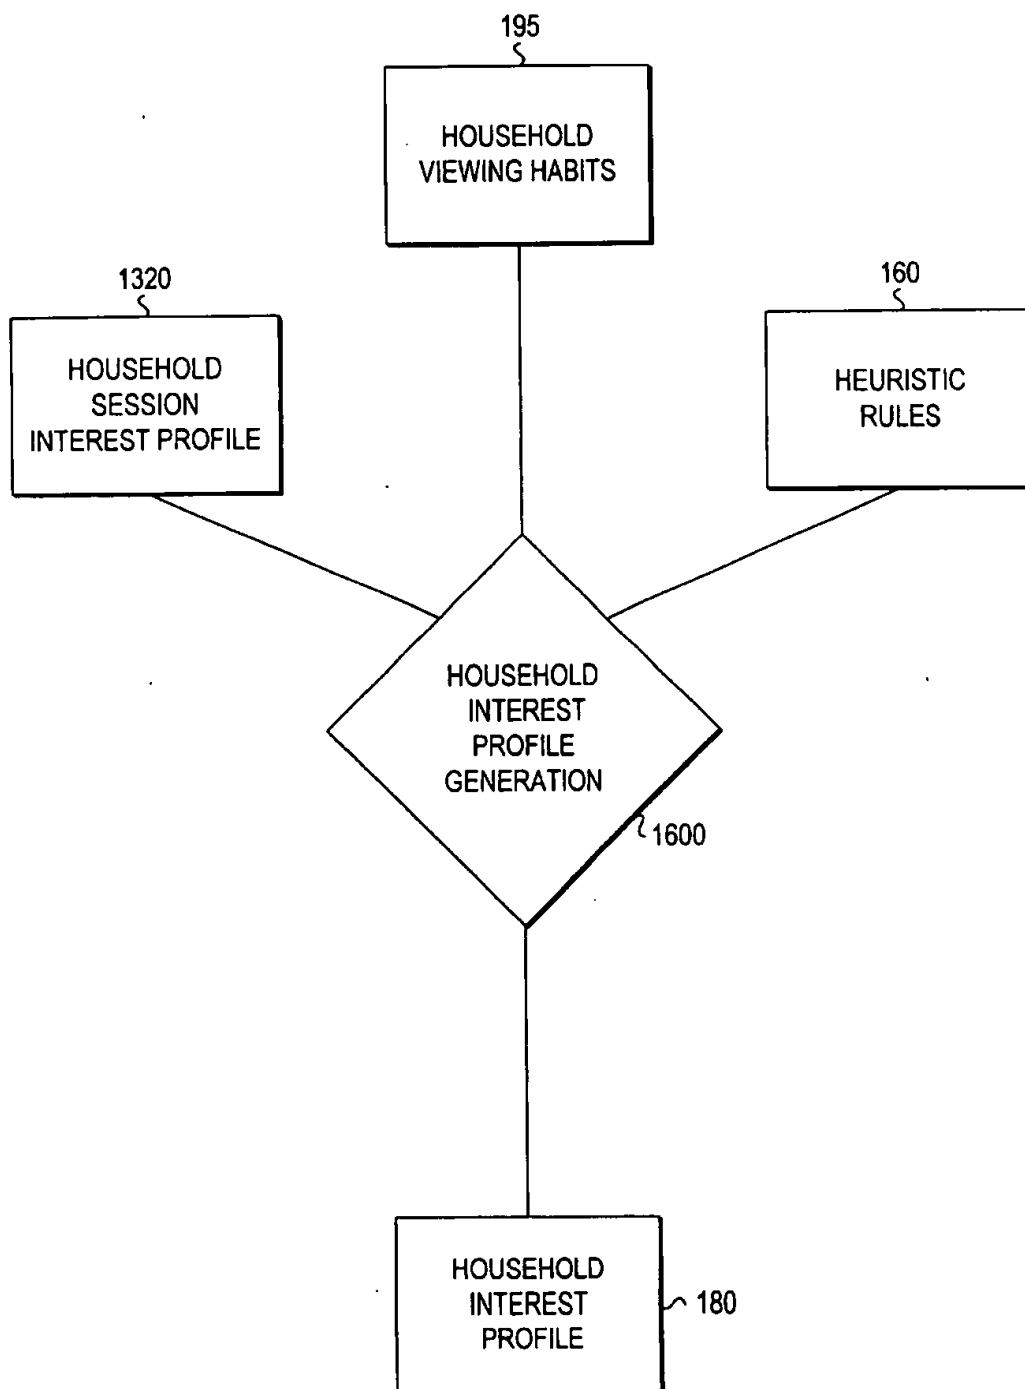 195
HOUSEHOLD
VIEWING HABITS
1320
HOUSEHOLD
SESSION
INTEREST PROFILE
160
HEURISTIC
RULES
HOUSEHOLD
INTEREST
PROFILE
GENERATION
1600
HOUSEHOLD
INTEREST
PROFILE
180